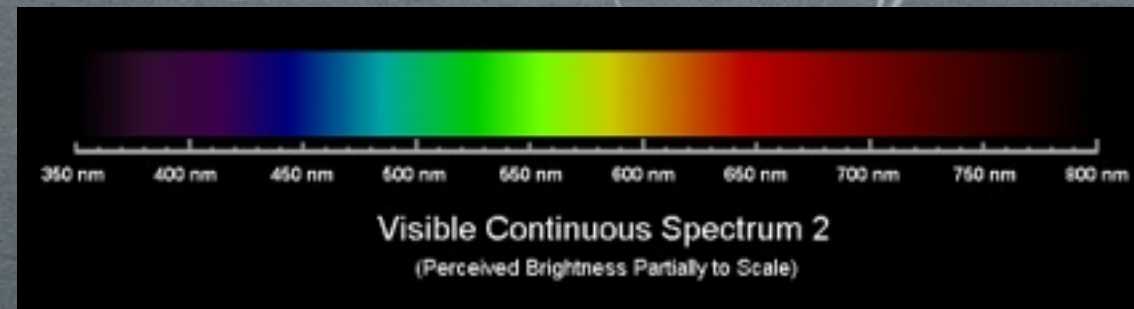 350 nm 400 nm 450 nm 500 nm 550 nm 600 nm 650 nm 700 nm 750 nm 800 nm
Visible Continuous Spectrum 2
(Perceived Brightness Partially to Scale)